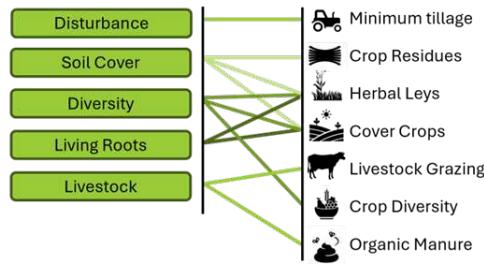 Disturbance
Soil Cover
Diversity
Living Roots
Livestock
Minimum tillage
Crop Residues
Herbal Leys
Cover Crops
Livestock Grazing
Crop Diversity
Organic Manure